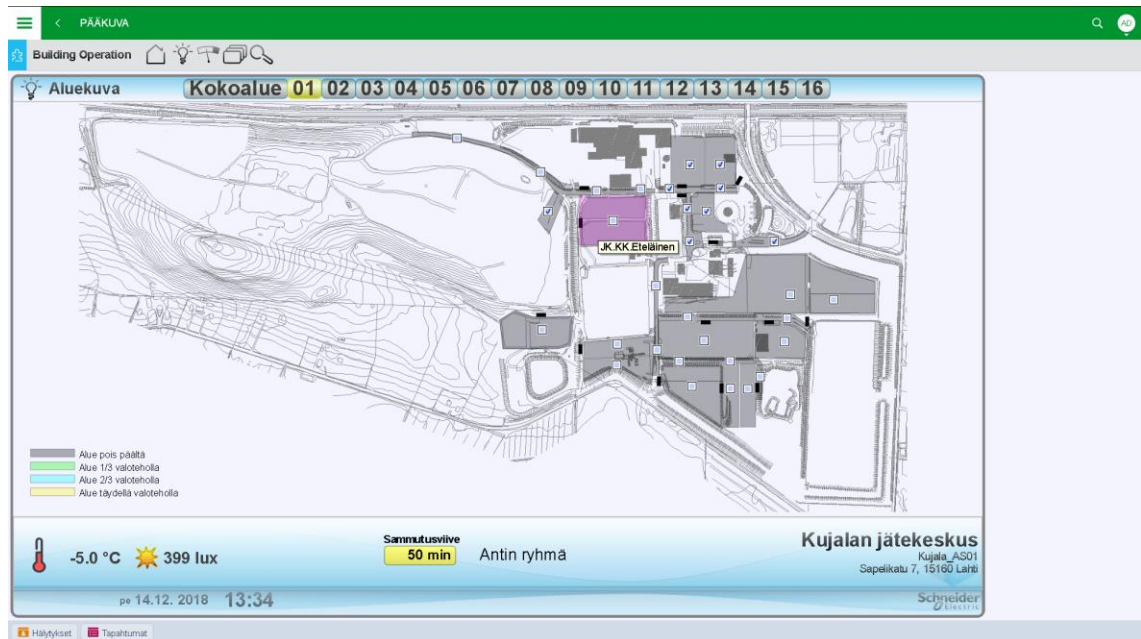 PÄÄKUVA
AD
Building Operation
Aluekuva
Kokoalue 01 02 03 04 05 06 07 08 09 10 11 12 13 14 15 16
JK.KK.Eteläinen
Alue pois päältä
Alue 1/3 valoteholla
Alue 2/3 valoteholla
Alue täydellä valoteholla
-5.0 °C 399 lux
Sammutusviive
50 min Antin ryhmä
Kujalan jätekeskus
Kujala_AS01
Sapelikatu 7, 15160 Lahti
pe 14.12. 2018 13:34
Schneider
Electric
Hälytykset Tapahtumat